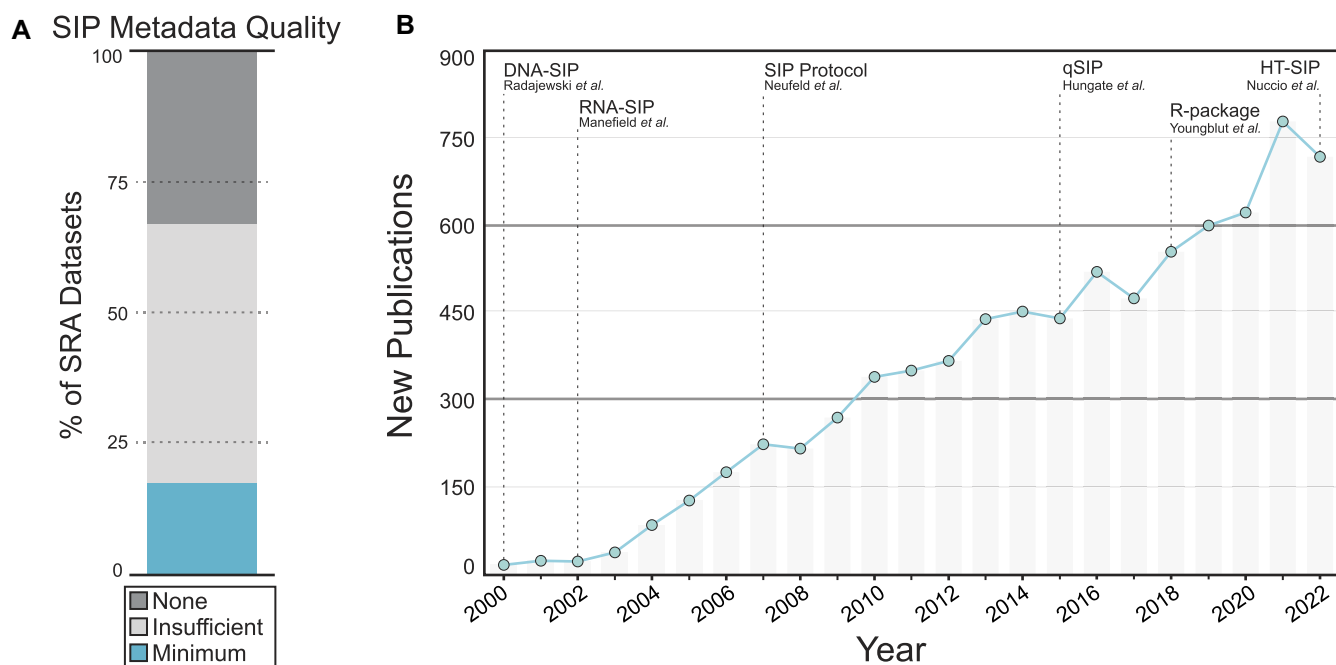 A
SIP Metadata Quality
100
75
50
25
0
% of SRA Datasets
None
Insufficient
Minimum
B
900
750
600
450
300
150
0
New Publications
DNA-SIP
Radajewski et al.
RNA-SIP
Manefield et al.
SIP Protocol
Neufeld et al.
qSIP
Hungate et al.
R-package
Youngblut et al.
HT-SIP
Nuccio et al.
2000
2002
2004
2006
2008
2010
2012
2014
2016
2018
2020
2022
Year